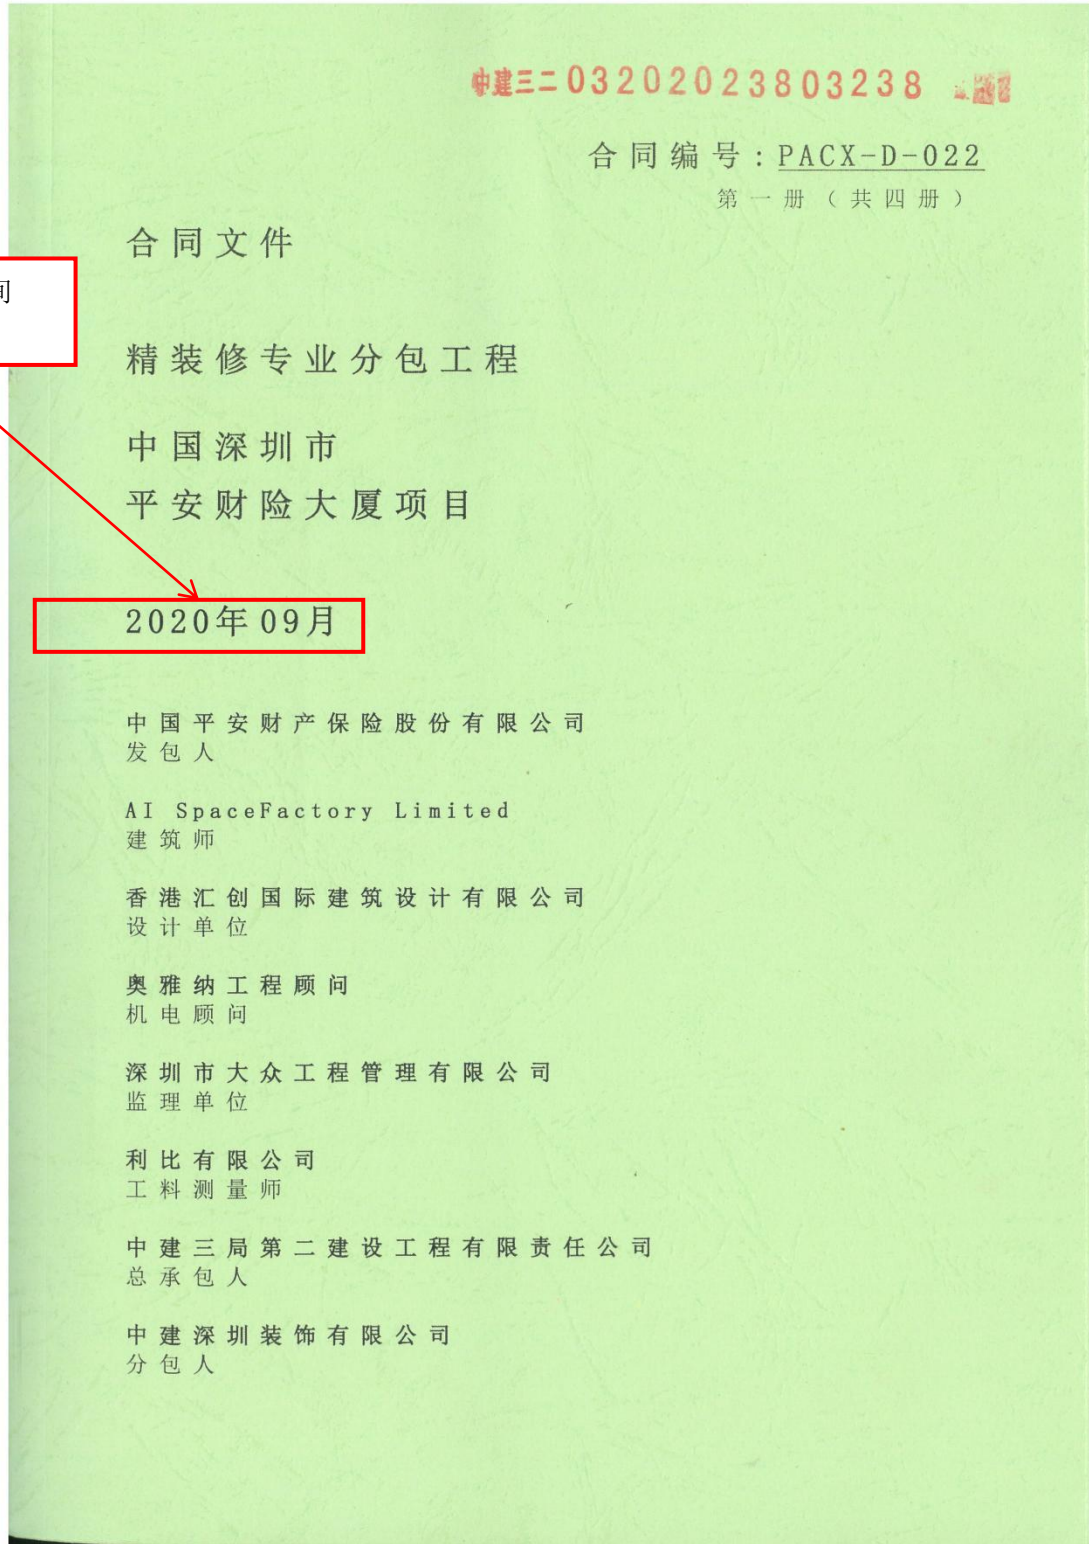 中建三二03202023803238
合同编号:PACX-D-022
第一册（共四册）
合同文件
间
精装修专业分包工程
中国深圳市
平安财险大厦项目
2020年09月
中国平安财产保险股份有限公司
发包人
AI SpaceFactory Limited
建筑师
香港汇创国际建筑设计有限公司
设计单位
奥雅纳工程顾问
机电顾问
深圳市大众工程管理有限公司
监理单位
利比有限公司
工料测量师
中建三局第二建设工程有限责任公司
总承包人
中建深圳装饰有限公司
分包人